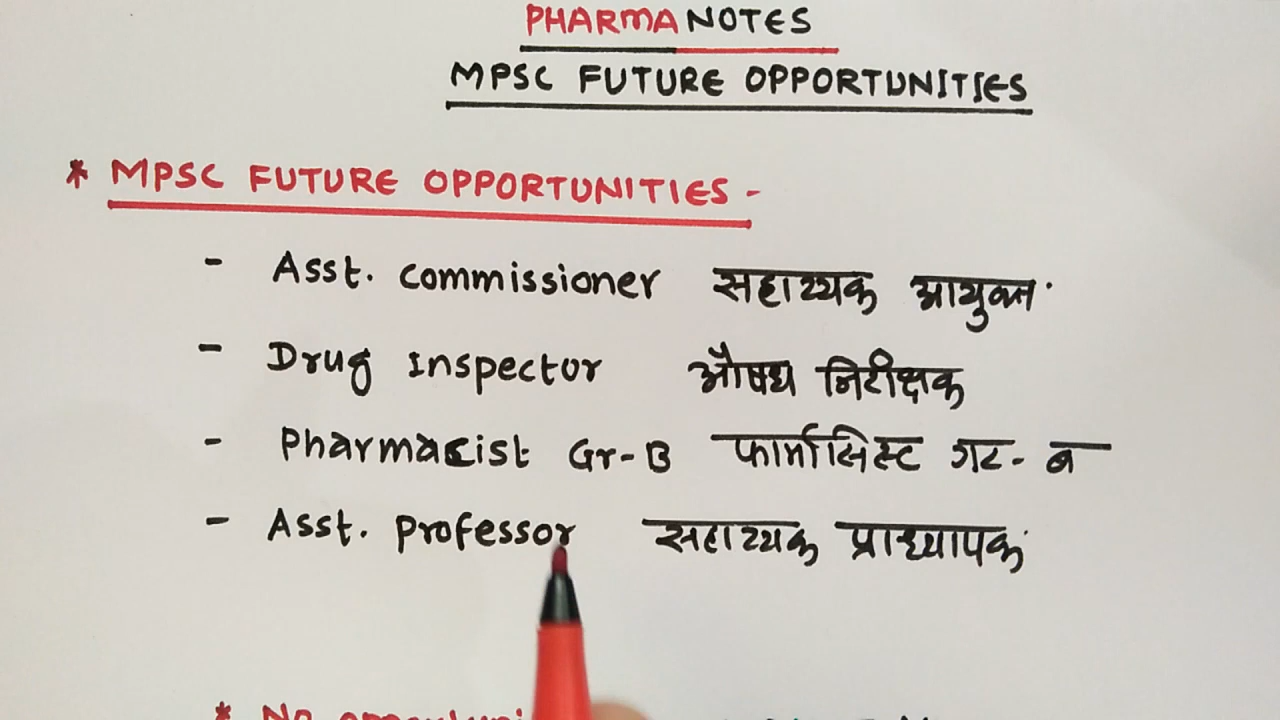 PHARMA NOTES
MPSC FUTURE OPPORTUNITIES
* MPSC FUTURE OPPORTUNITIES -
- Asst. Commissioner सहाय्यक आयुक्त
- Drug Inspector औषध निरीक्षक
- Pharmacist Gr-B फार्मासिस्ट गट- ब
- Asst. Professor सहाय्यक प्राध्यापक
* No